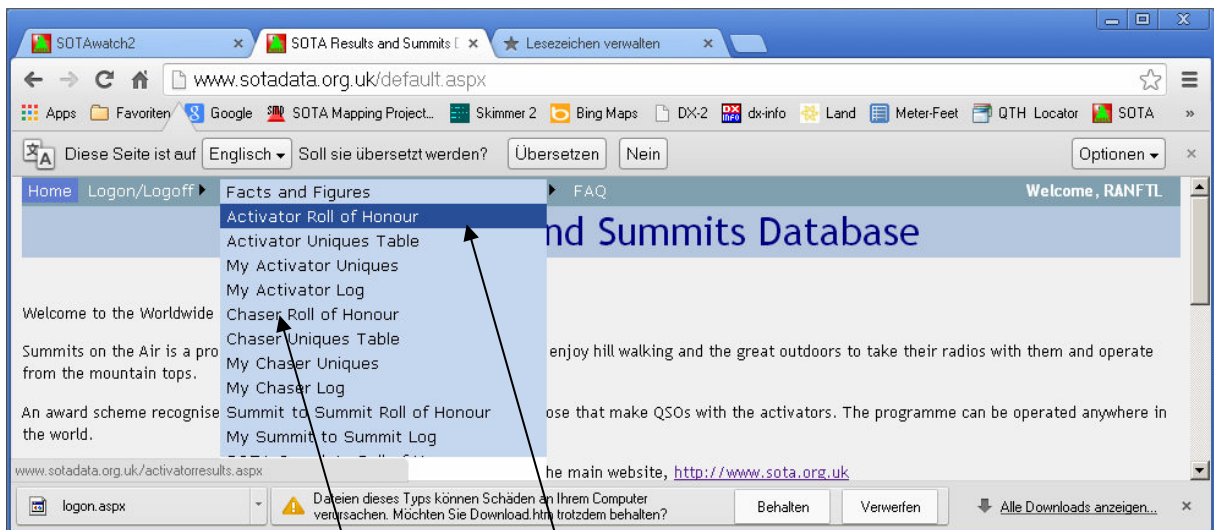 SOTAwatch2
SOTA Results and Summits
Lesezeichen verwalten
www.sotadata.org.uk/default.aspx
Apps Favoriten Google SOTA Mapping Project... Skimmer 2 Bing Maps DX-2 dx-info Land Meter-Feet QTH Locator SOTA »
Diese Seite ist auf Englisch Soll sie übersetzt werden? Übersetzen Nein Optionen
Home Logon/Logoff FAQ Welcome, RANFTL
Facts and Figures
Activator Roll of Honour
nd Summits Database
Activator Uniques Table
My Activator Uniques
My Activator Log
Welcome to the Worldwide
Chaser Roll of Honour
Chaser Uniques Table
Summits on the Air is a pro enjoy hill walking and the great outdoors to take their radios with them and operate
from the mountain tops.
My Chaser Uniques
My Chaser Log
An award scheme recognise ose that make QSOs with the activators. The programme can be operated anywhere in
the world.
Summit to Summit Roll of Honour
My Summit to Summit Log
www.sotadata.org.uk/activatorresults.aspx
he main website, http://www.sota.org.uk
logon.aspx
Dateien dieses Typs können Schäden an Ihrem Computer
verursachen. Möchten Sie Download.htm trotzdem behalten?
Behalten Verwerfen Alle Downloads anzeigen...